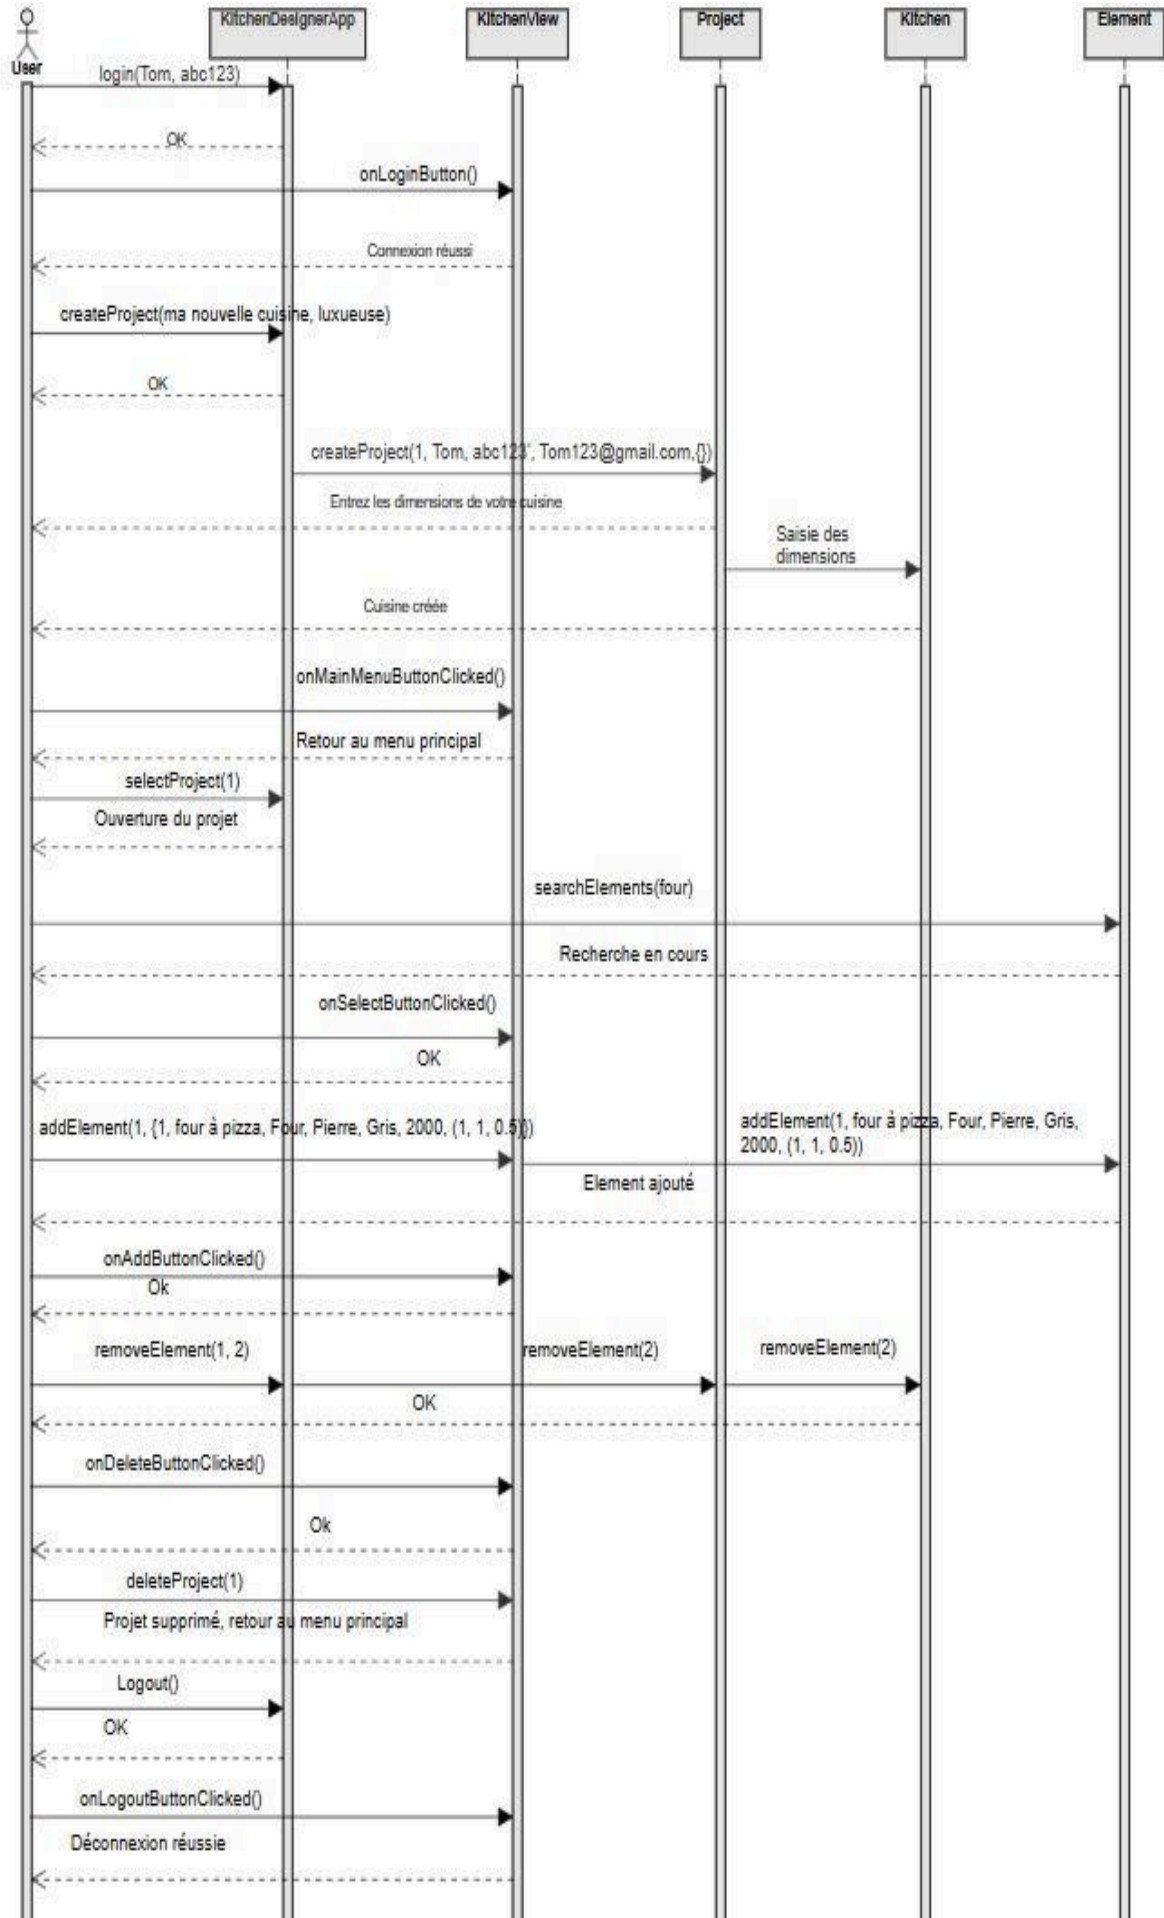 KitchenDesignerApp
KitchenView
Project
Kitchen
Element
User
login(Tom, abc123)
OK
onLoginButton()
Connexion réussi
createProject(ma nouvelle cuisine, luxueuse)
OK
createProject(1, Tom, abc123', Tom123@gmail.com,{})
Entrez les dimensions de votre cuisine
Saisie des
dimensions
Cuisine créée
onMainMenuButtonClicked()
Retour au menu principal
selectProject(1)
Ouverture du projet
searchElements(four)
Recherche en cours
onSelectButtonClicked()
OK
addElement(1, {1, four à pizza, Four, Pierre, Gris, 2000, (1, 1, 0.5)})
addElement(1, four à pizza, Four, Pierre, Gris,
2000, (1, 1, 0.5))
Element ajouté
onAddButtonClicked()
Ok
removeElement(1, 2)
removeElement(2)
removeElement(2)
OK
onDeleteButtonClicked()
Ok
deleteProject(1)
Projet supprimé, retour au menu principal
Logout()
OK
onLogoutButtonClicked()
Déconnexion réussie